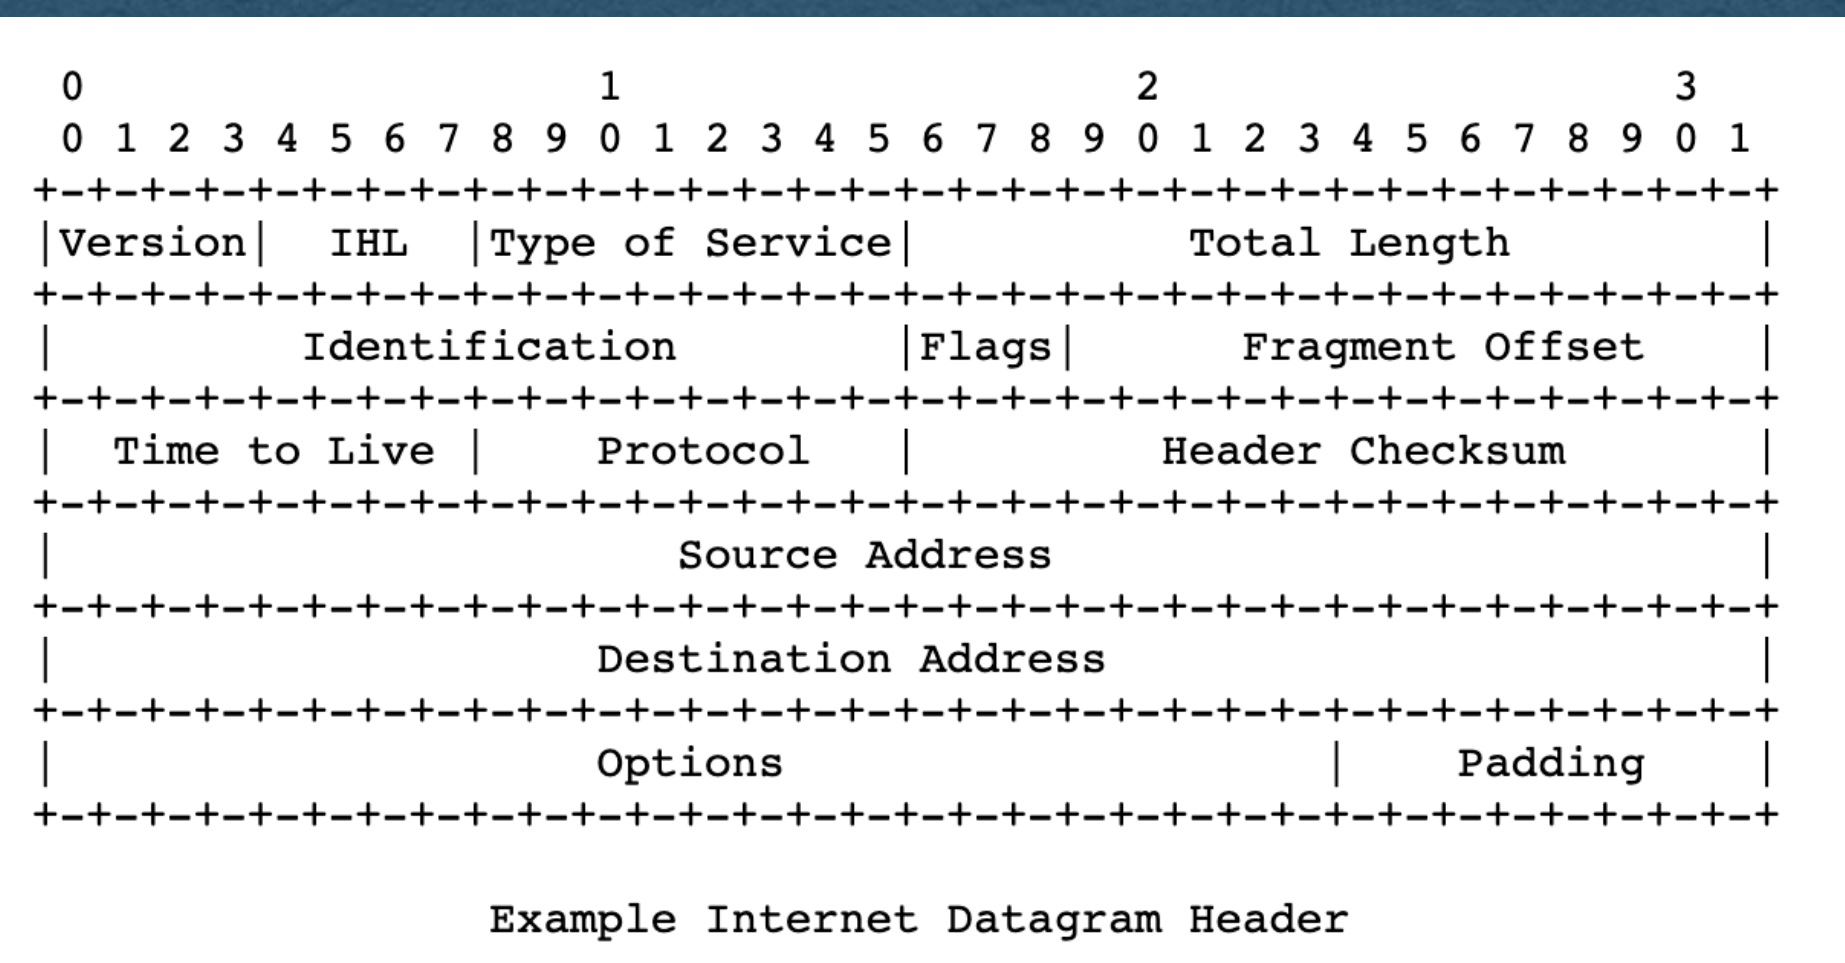 0                   1                   2                   3
 0 1 2 3 4 5 6 7 8 9 0 1 2 3 4 5 6 7 8 9 0 1 2 3 4 5 6 7 8 9 0 1
+-+-+-+-+-+-+-+-+-+-+-+-+-+-+-+-+-+-+-+-+-+-+-+-+-+-+-+-+-+-+-+-+
|Version|  IHL  |Type of Service|          Total Length         |
+-+-+-+-+-+-+-+-+-+-+-+-+-+-+-+-+-+-+-+-+-+-+-+-+-+-+-+-+-+-+-+-+
|         Identification        |Flags|      Fragment Offset    |
+-+-+-+-+-+-+-+-+-+-+-+-+-+-+-+-+-+-+-+-+-+-+-+-+-+-+-+-+-+-+-+-+
|  Time to Live |    Protocol   |         Header Checksum       |
+-+-+-+-+-+-+-+-+-+-+-+-+-+-+-+-+-+-+-+-+-+-+-+-+-+-+-+-+-+-+-+-+
|                       Source Address                          |
+-+-+-+-+-+-+-+-+-+-+-+-+-+-+-+-+-+-+-+-+-+-+-+-+-+-+-+-+-+-+-+-+
|                    Destination Address                        |
+-+-+-+-+-+-+-+-+-+-+-+-+-+-+-+-+-+-+-+-+-+-+-+-+-+-+-+-+-+-+-+-+
|                    Options                    |    Padding    |
+-+-+-+-+-+-+-+-+-+-+-+-+-+-+-+-+-+-+-+-+-+-+-+-+-+-+-+-+-+-+-+-+
Example Internet Datagram Header